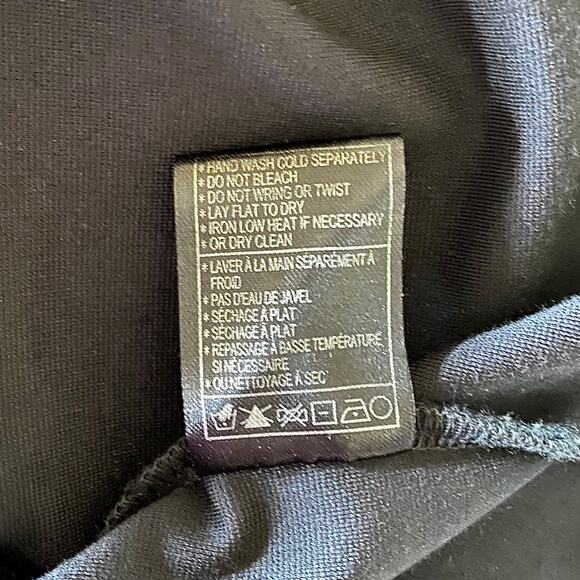 * HAND WASH COLD SEPARATELY
* DO NOT BLEACH
* DO NOT WRING OR TWIST
* LAY FLAT TO DRY
* IRON LOW HEAT IF NECESSARY
* OR DRY CLEAN
* LAVER À LA MAIN SÉPARÉMENT À
FROID
* PAS D'EAU DE JAVEL
* SÉCHAGE À PLAT
* SÉCHAGE À PLAT
* REPASSAGE À BASSE TEMPÉRATURE
SI NÉCESSAIRE
* OU NETTOYAGE À SEC